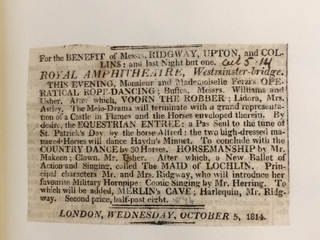 For the BENEFIT of Messrs. RIDGWAY, UPTON, and COL-
LINS; and last Night but one. Oct 5-14
ROYAL AMPHITHEATRE, Westminster-bridge.
THIS EVENING, Monsieur and Mademoiselle OPE-
RATICAL ROPE-DANCING; Buffos, Messrs. Williams and
Usher. After which, VOORN THE ROBBER; Lidora, Mrs.
Astley. The Melo-Drama will terminate with a grand representa-
tion of a Castle in Flames and the Horses enveloped therein. By
desire, the EQUESTRIAN ENTREE: a Pas Seul to the tune of
St. Patrick's Day by the horse Alfred: the two high-dressed ma-
naged Horses will dance Haydn's Minuet. To conclude with the
COUNTRY DANCE by 30 Horses. HORSEMANSHIP by Mr.
Makeen; Clown, Mr. Usher. After which, a New Ballet of
Action and Singing, called The MAID of LOCHLIN. Prin-
cipal characters Mr. and Mrs. Ridgway, who will introduce her
favourite Military Hornpipe. Comic Singing by Mr. Herring. To
which will be added, MERLIN's CAVE; Harlequin, Mr. Ridg-
way. Second price, half-past eight.
LONDON, WEDNESDAY, OCTOBER 5, 1814.